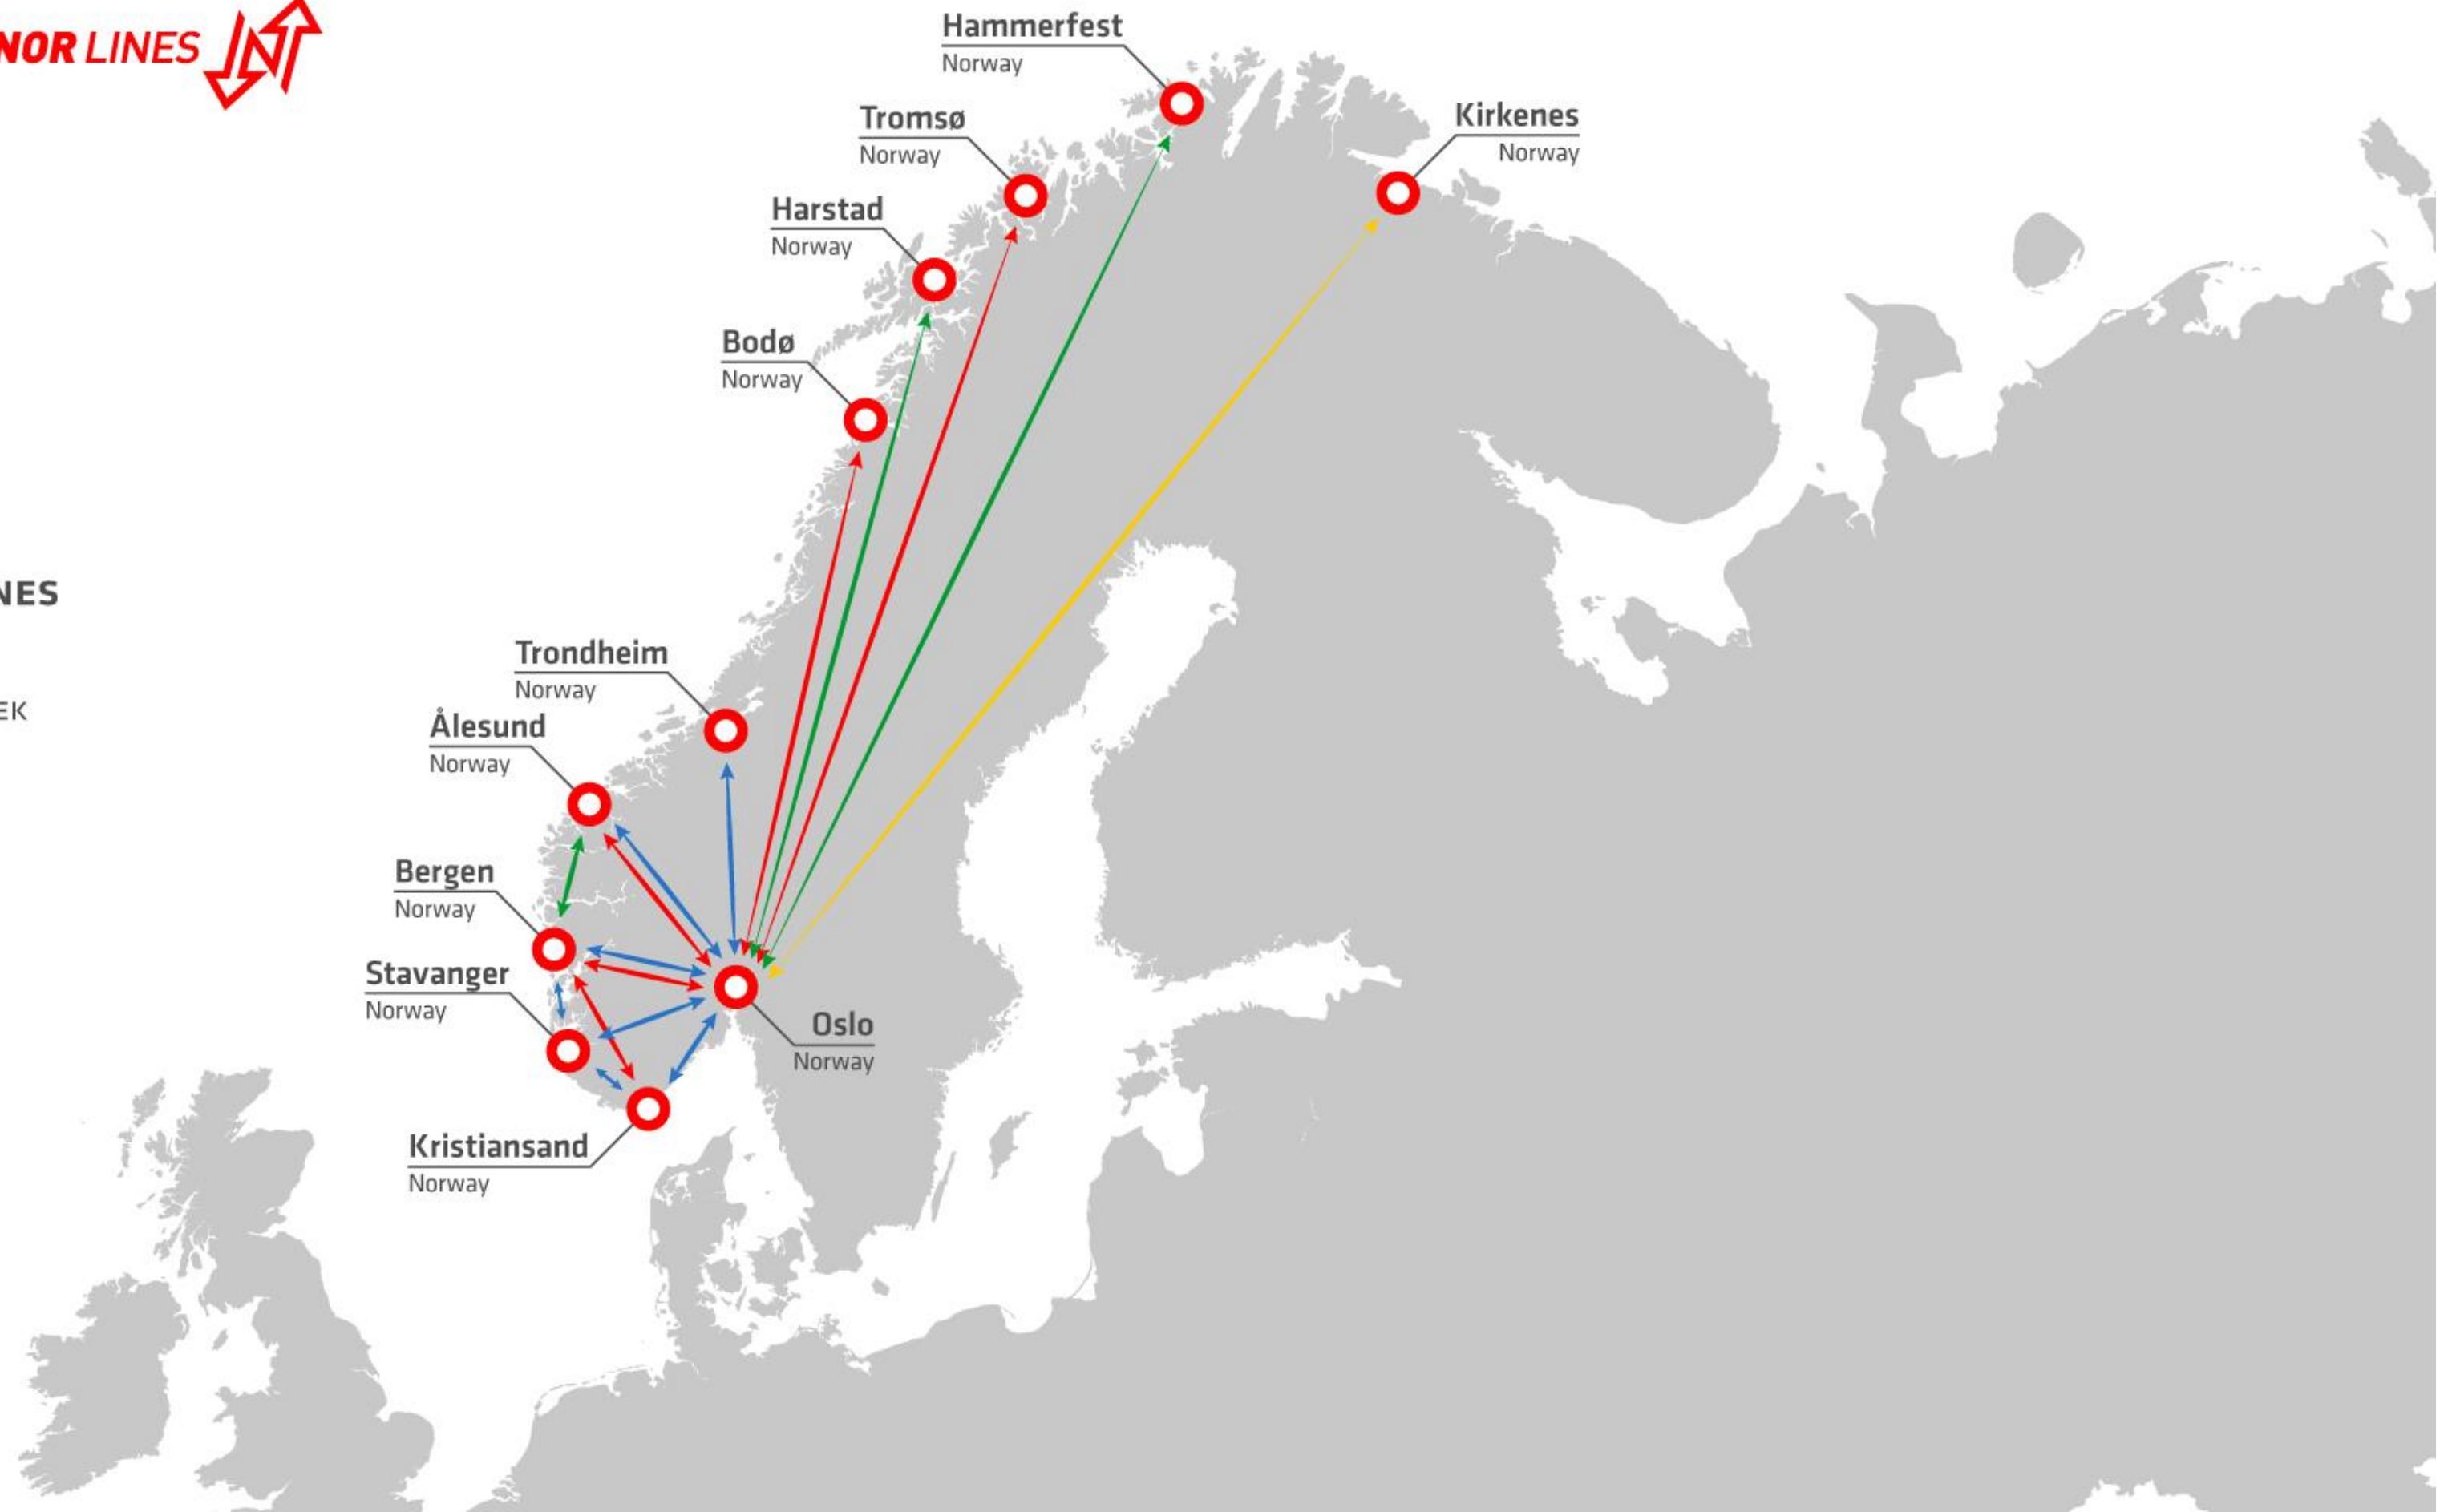 NOR LINES
Hammerfest
Norway
Tromsø
Norway
Kirkenes
Norway
Harstad
Norway
Bodø
Norway
NES
EK
Trondheim
Norway
Ålesund
Norway
Bergen
Norway
Stavanger
Norway
Oslo
Norway
Kristiansand
Norway